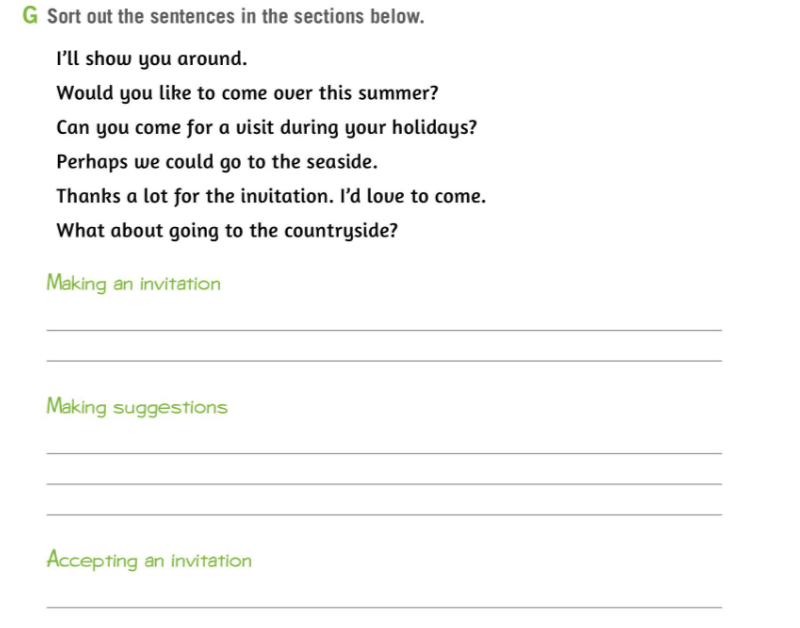 G Sort out the sentences in the sections below.
I'll show you around.
Would you like to come over this summer?
Can you come for a visit during your holidays?
Perhaps we could go to the seaside.
Thanks a lot for the invitation. I'd love to come.
What about going to the countryside?
Making an invitation
Making suggestions
Accepting an invitation